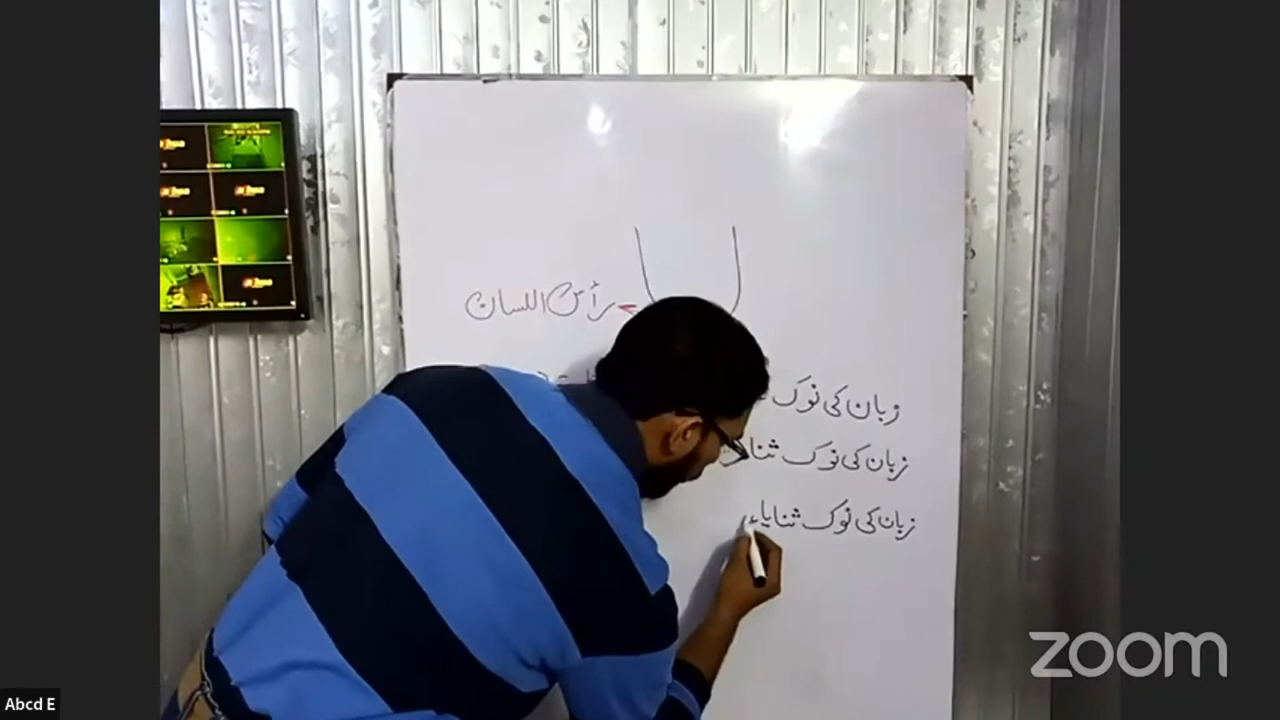 رأس اللسان
زبان کی نوک
زبان کی نوک ثنا
زبان کی نوک ثنایاء
zoom
Abcd E